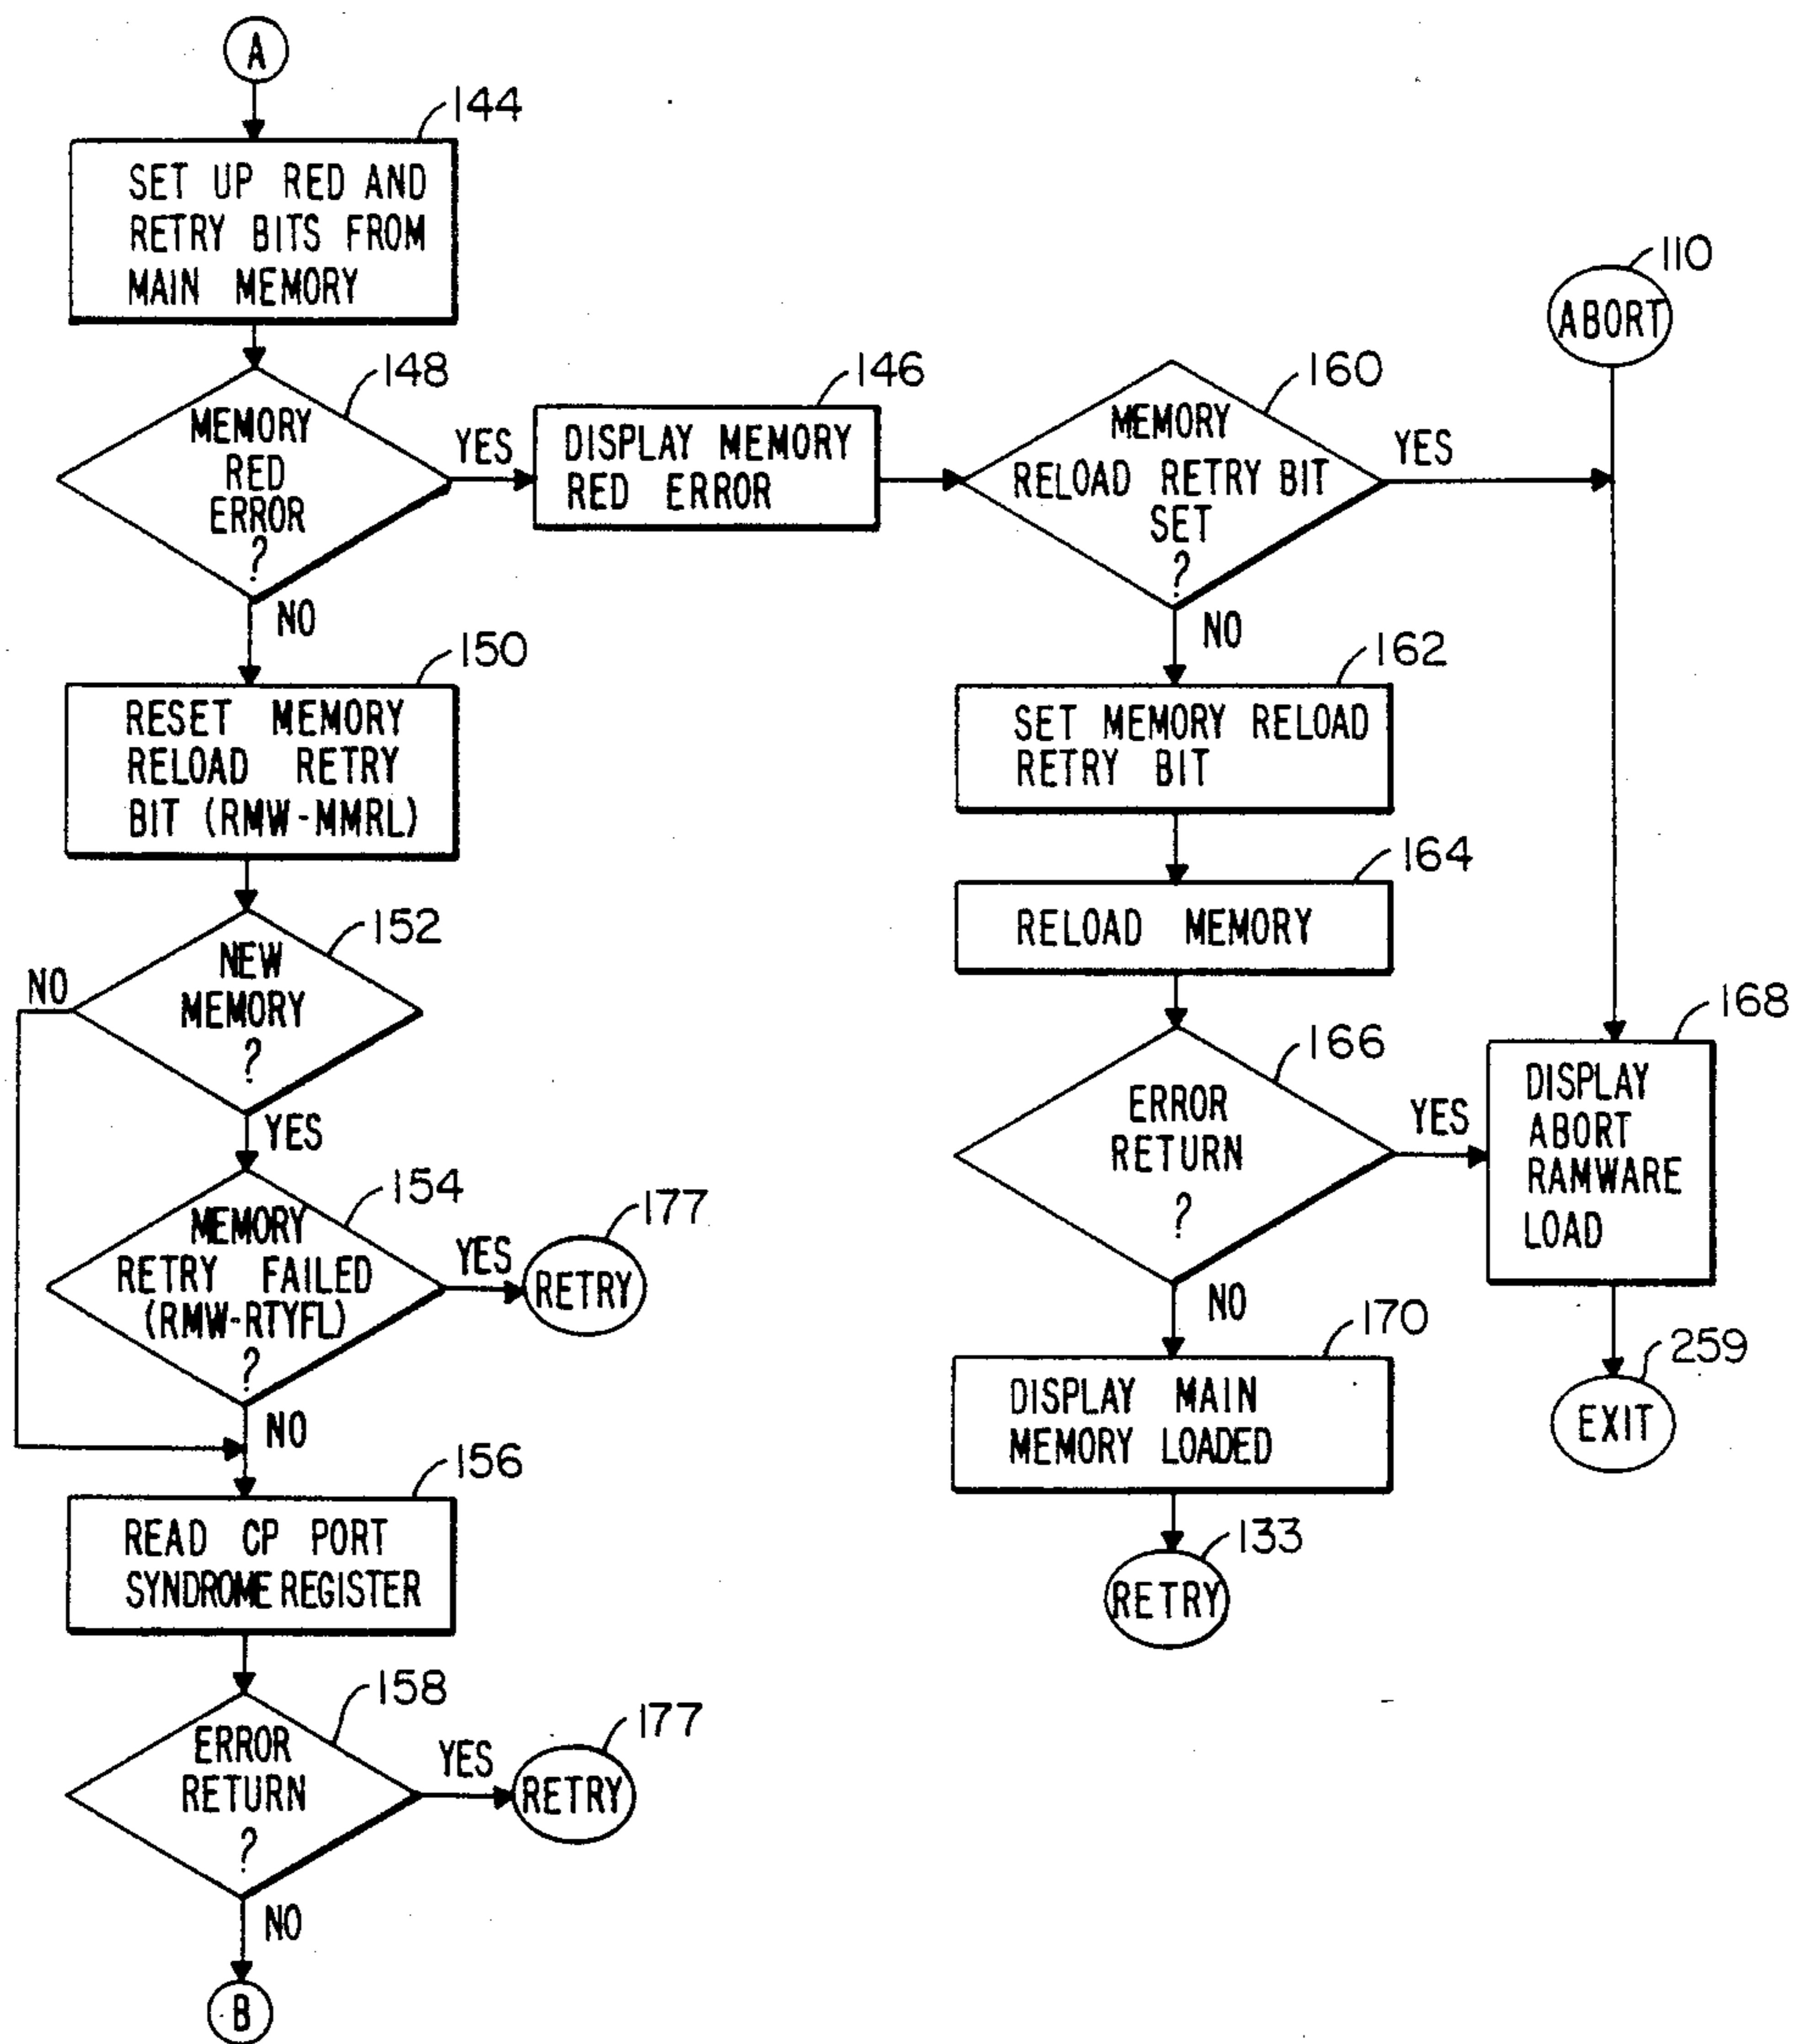 A
144
SET UP RED AND
RETRY BITS FROM
MAIN MEMORY
148
MEMORY
RED
ERROR
?
YES
NO
146
DISPLAY MEMORY
RED ERROR
160
MEMORY
RELOAD RETRY BIT
SET
?
YES
NO
110
ABORT
150
RESET MEMORY
RELOAD RETRY
BIT (RMW-MMRL)
162
SET MEMORY RELOAD
RETRY BIT
164
RELOAD MEMORY
152
NEW
MEMORY
?
NO
YES
166
ERROR
RETURN
?
YES
NO
168
DISPLAY
ABORT
RAMWARE
LOAD
154
MEMORY
RETRY FAILED
(RMW-RTYFL)
?
YES
NO
177
RETRY
170
DISPLAY MAIN
MEMORY LOADED
259
EXIT
156
READ CP PORT
SYNDROME REGISTER
133
RETRY
158
ERROR
RETURN
?
YES
NO
177
RETRY
B